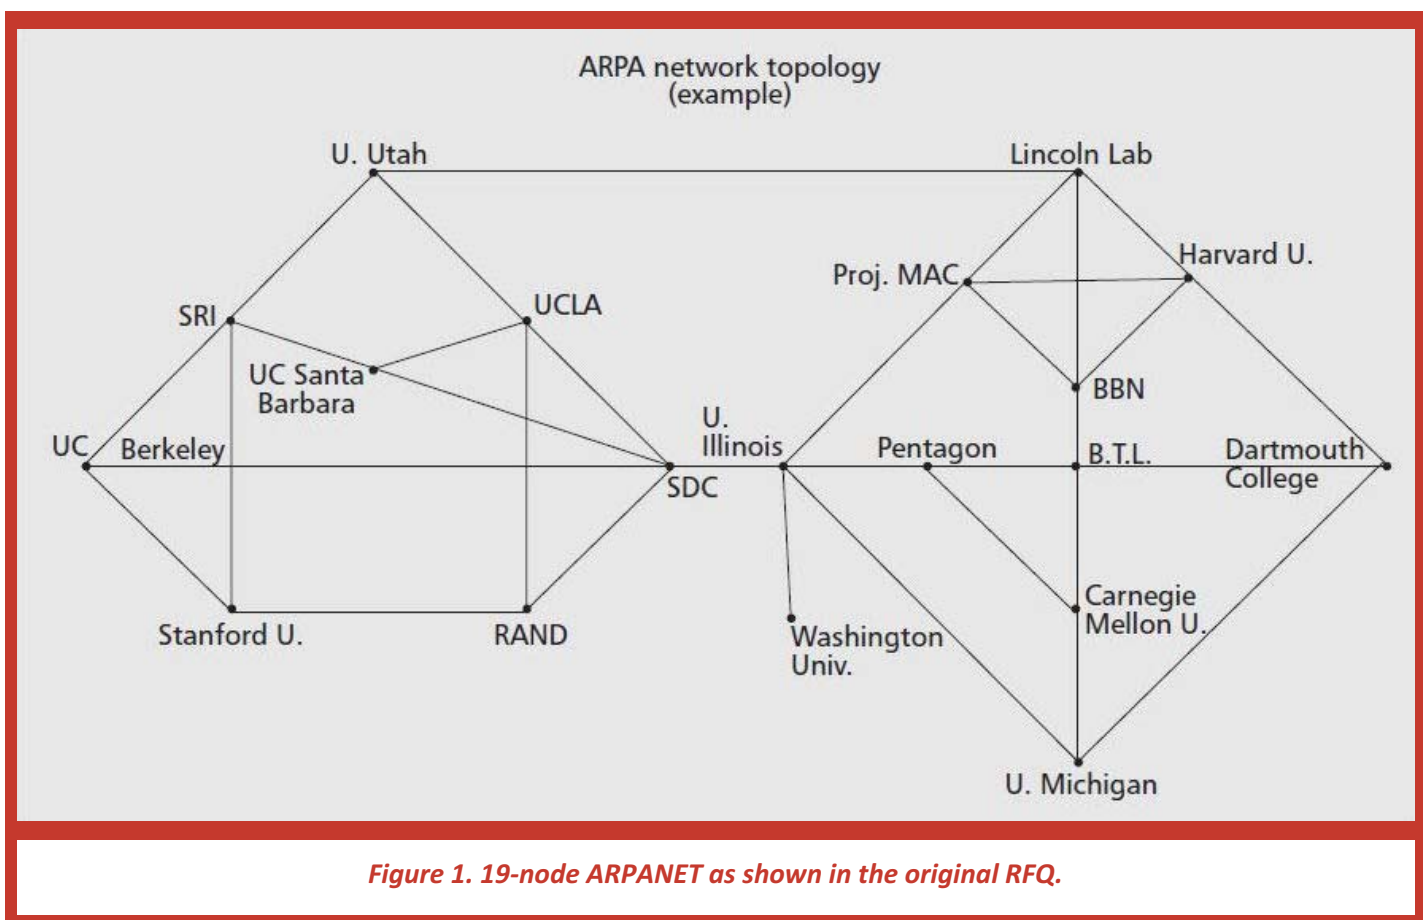 ARPA network topology
(example)
U. Utah
Lincoln Lab
Harvard U.
Proj. MAC
SRI
UCLA
UC Santa
Barbara
BBN
U.
Illinois
UC
Berkeley
Pentagon
B.T.L.
Dartmouth
College
SDC
Stanford U.
RAND
Washington
Univ.
Carnegie
Mellon U.
U. Michigan
Figure 1. 19-node ARPANET as shown in the original RFQ.